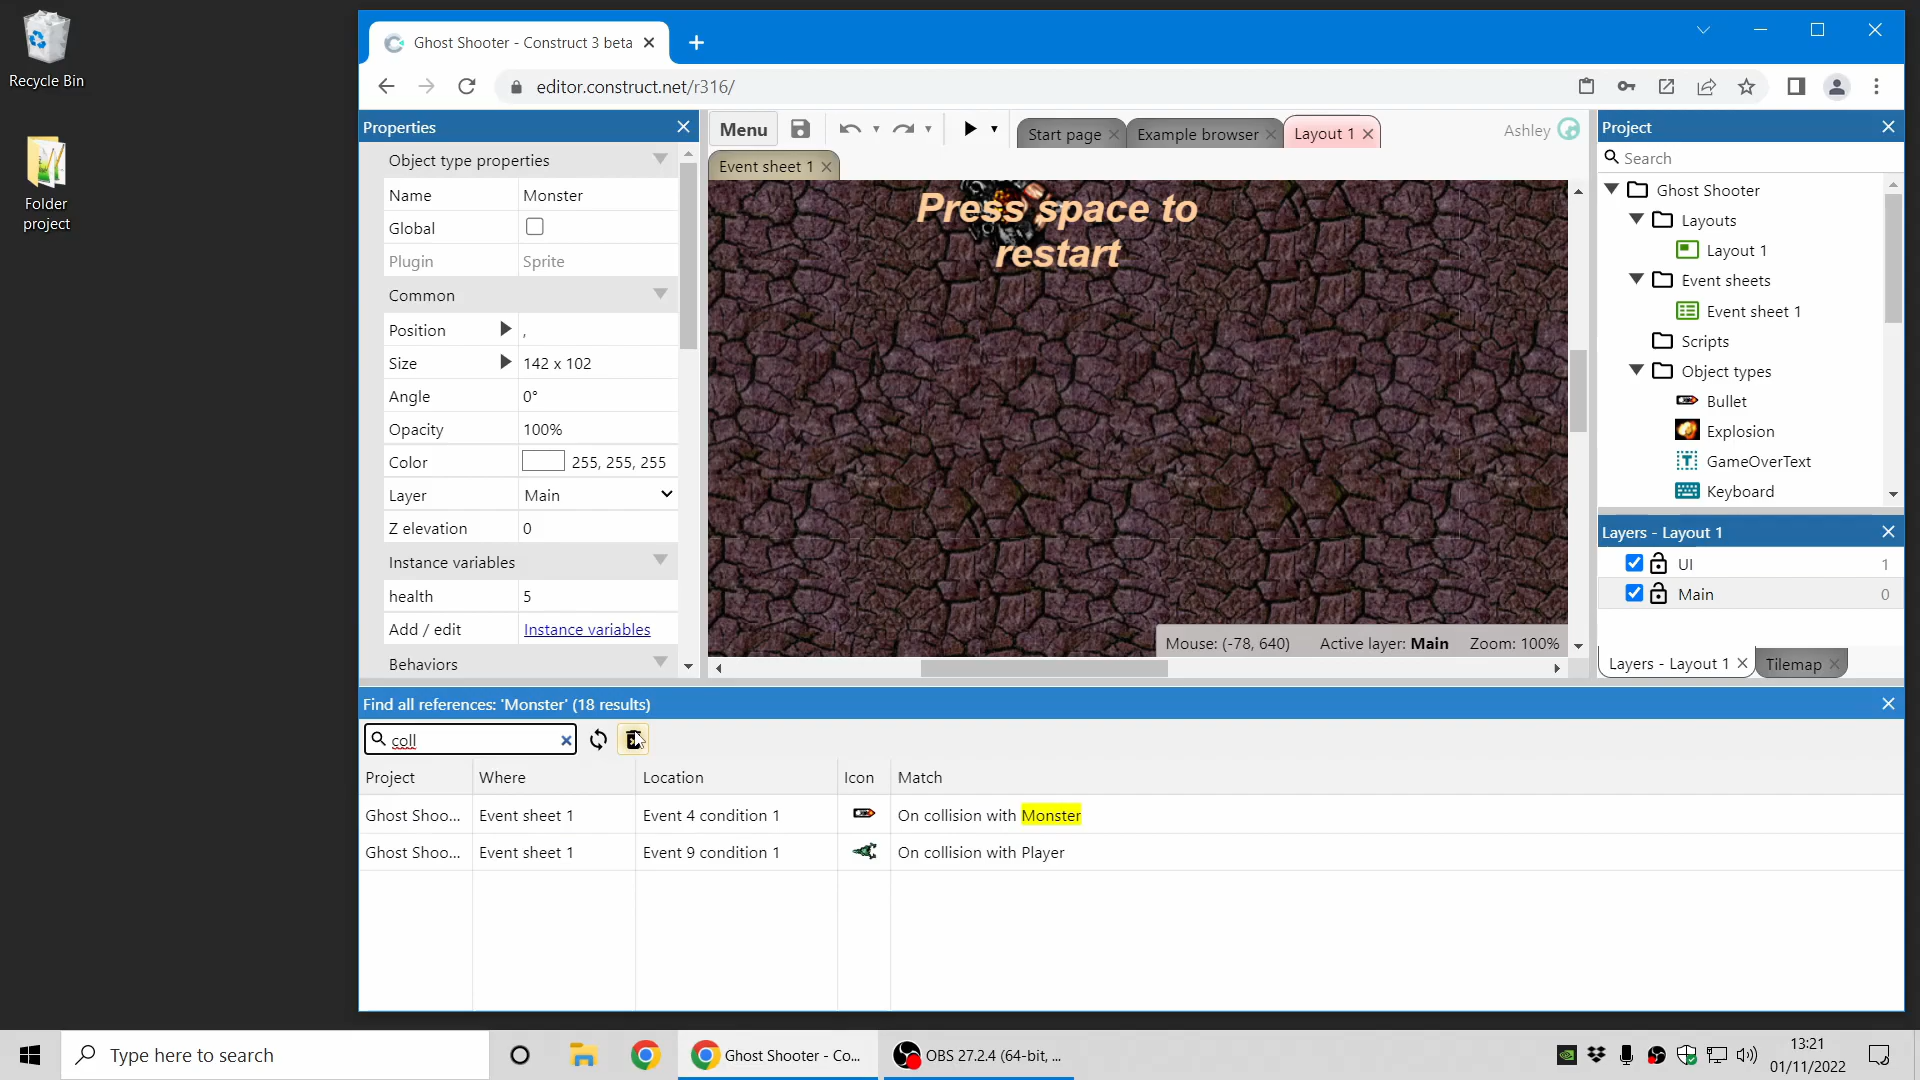 Recycle Bin
Folder
project
Ghost Shooter - Construct 3 beta
editor.construct.net/r316/
Properties
Object type properties
Name Monster
Global
Plugin Sprite
Common
Position ,
Size 142 x 102
Angle 0°
Opacity 100%
Color 255, 255, 255
Layer Main
Z elevation 0
Instance variables
health 5
Add / edit Instance variables
Behaviors
Menu
Start page
Example browser
Layout 1
Ashley
Event sheet 1
Press space to
restart
Mouse: (-78, 640) Active layer: Main Zoom: 100%
Project
Search
Ghost Shooter
Layouts
Layout 1
Event sheets
Event sheet 1
Scripts
Object types
Bullet
Explosion
GameOverText
Keyboard
Layers - Layout 1
UI 1
Main 0
Layers - Layout 1
Tilemap
Find all references: 'Monster' (18 results)
coll
Project Where Location Icon Match
Ghost Shoo... Event sheet 1 Event 4 condition 1 On collision with Monster
Ghost Shoo... Event sheet 1 Event 9 condition 1 On collision with Player
Type here to search
Ghost Shooter - Co...
OBS 27.2.4 (64-bit, ...
13:21
01/11/2022